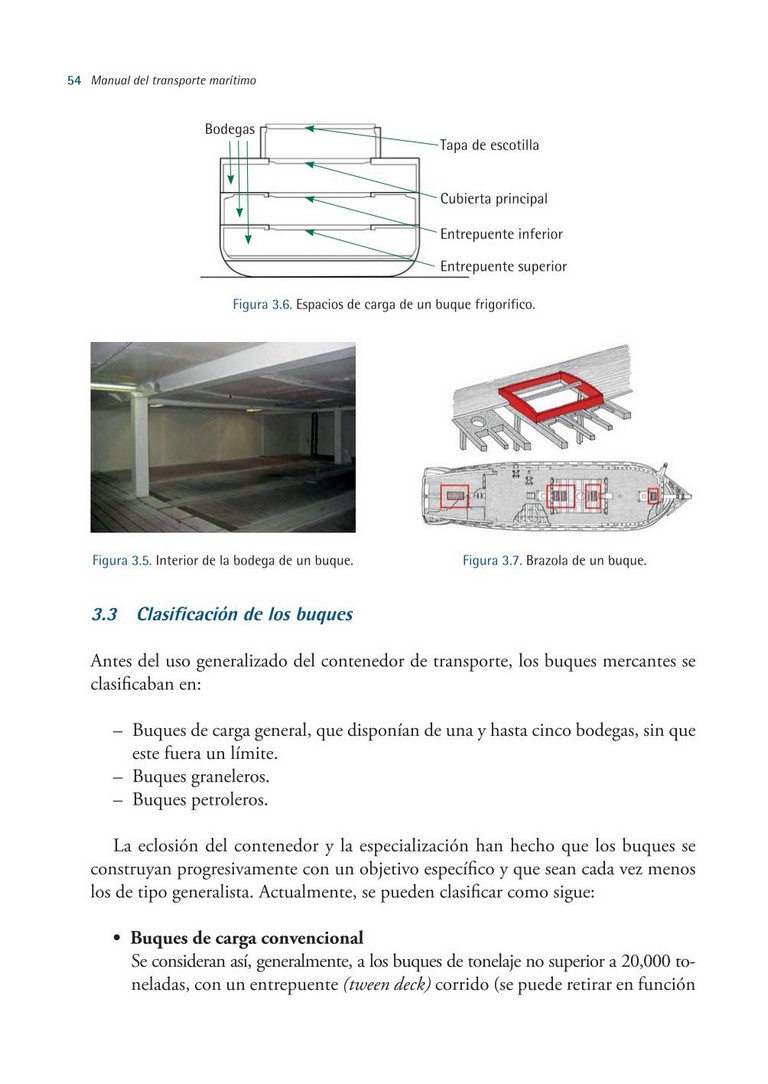 54 Manual del transporte marítimo
Bodegas
Tapa de escotilla
Cubierta principal
Entrepuente inferior
Entrepuente superior
Figura 3.6. Espacios de carga de un buque frigorífico.
Figura 3.5. Interior de la bodega de un buque.
Figura 3.7. Brazola de un buque.
3.3 Clasificación de los buques
Antes del uso generalizado del contenedor de transporte, los buques mercantes se
clasificaban en:
– Buques de carga general, que disponían de una y hasta cinco bodegas, sin que
este fuera un límite.
– Buques graneleros.
– Buques petroleros.
La eclosión del contenedor y la especialización han hecho que los buques se
construyan progresivamente con un objetivo específico y que sean cada vez menos
los de tipo generalista. Actualmente, se pueden clasificar como sigue:
• Buques de carga convencional
Se consideran así, generalmente, a los buques de tonelaje no superior a 20,000 to-
neladas, con un entrepuente (tween deck) corrido (se puede retirar en función